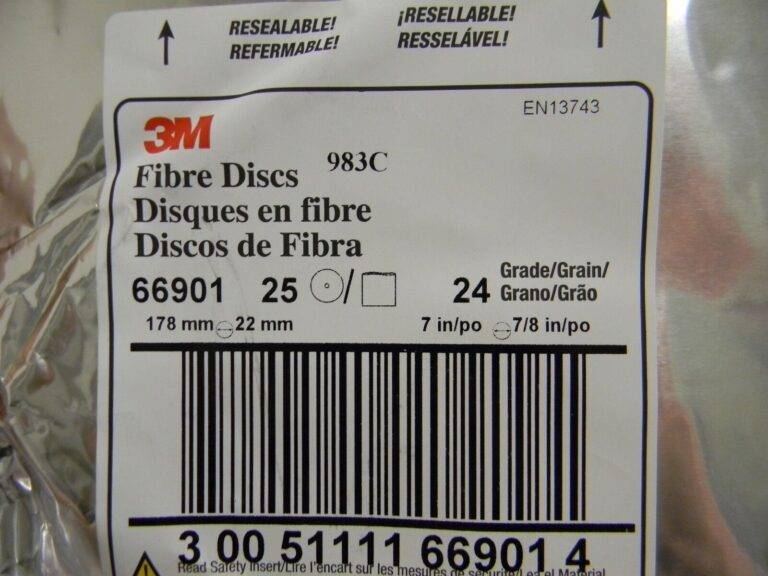 RESEALABLE! ¡RESELLABLE!
REFERMABLE! RESSELÁVEL!
EN13743
3M
Fibre Discs 983C
Disques en fibre
Discos de Fibra
66901 25 / 24 Grade/Grain/
Grano/Grão
178 mm 22 mm 7 in/po 7/8 in/po
3 00 51111 66901 4
Read Safety Insert/Lire l'encart sur les mesures de sécurité/Lea el Material